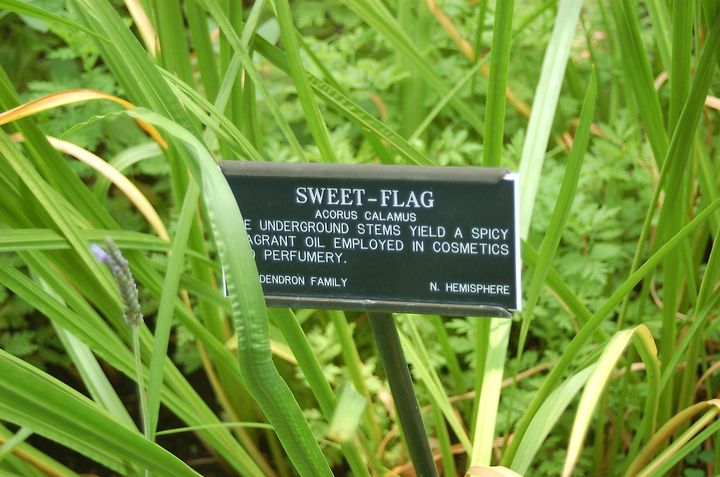 SWEET-FLAG
ACORUS CALAMUS
E UNDERGROUND STEMS YIELD A SPICY
AGRANT OIL EMPLOYED IN COSMETICS
PERFUMERY.
DENDRON FAMILY N. HEMISPHERE